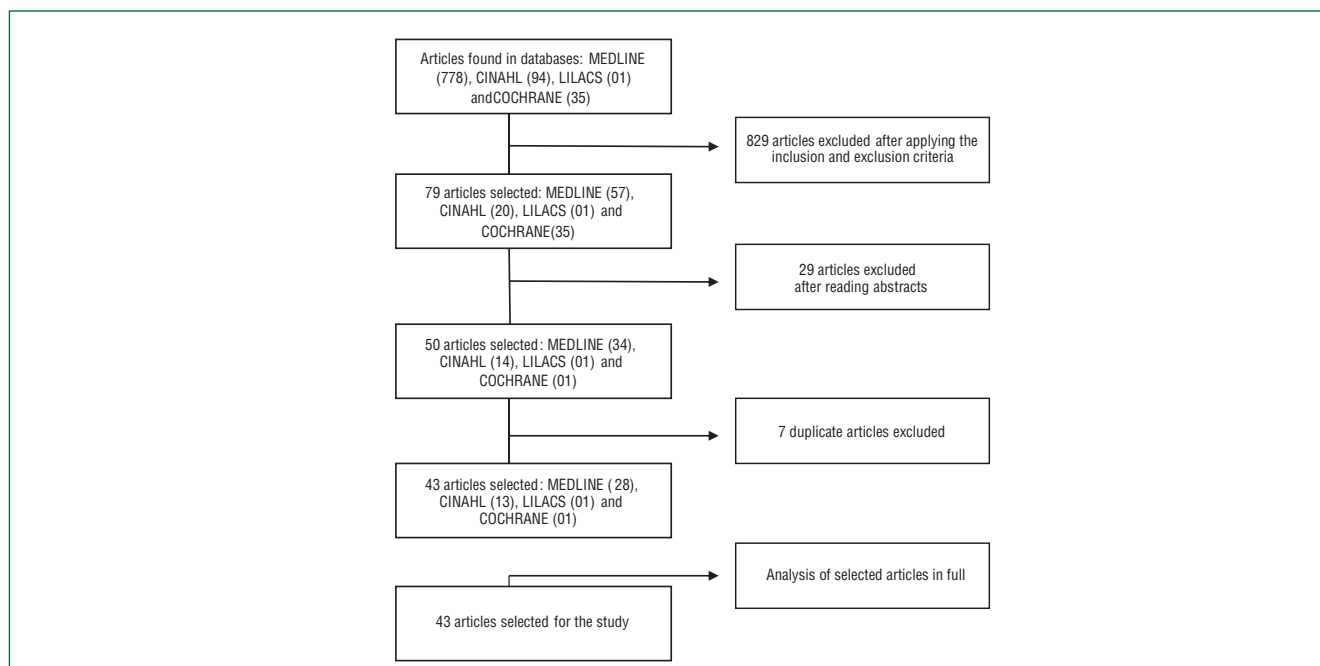 Articles found in databases: MEDLINE
(778), CINAHL (94), LILACS (01)
andCOCHRANE (35)
829 articles excluded after applying the
inclusion and exclusion criteria
79 articles selected: MEDLINE (57),
CINAHL (20), LILACS (01) and
COCHRANE(35)
29 articles excluded
after reading abstracts
50 articles selected: MEDLINE (34),
CINAHL (14), LILACS (01) and
COCHRANE (01)
7 duplicate articles excluded
43 articles selected: MEDLINE (28),
CINAHL (13), LILACS (01) and
COCHRANE (01)
Analysis of selected articles in full
43 articles selected for the study